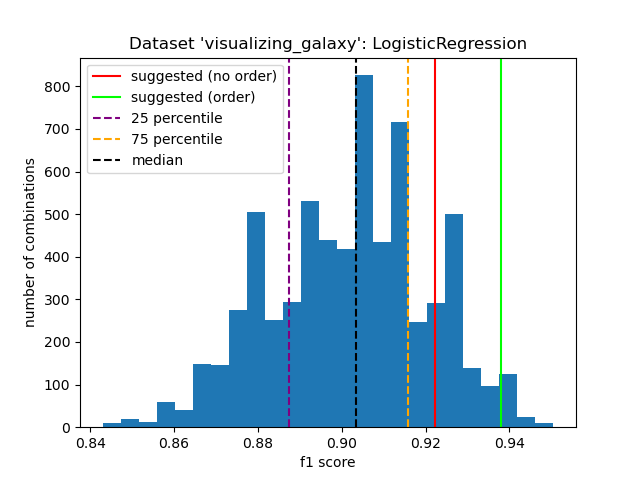 Dataset 'visualizing_galaxy': LogisticRegression
suggested (no order)
suggested (order)
25 percentile
75 percentile
median
number of combinations
800
700
600
500
400
300
200
100
0
0.84 0.86 0.88 0.90 0.92 0.94
f1 score